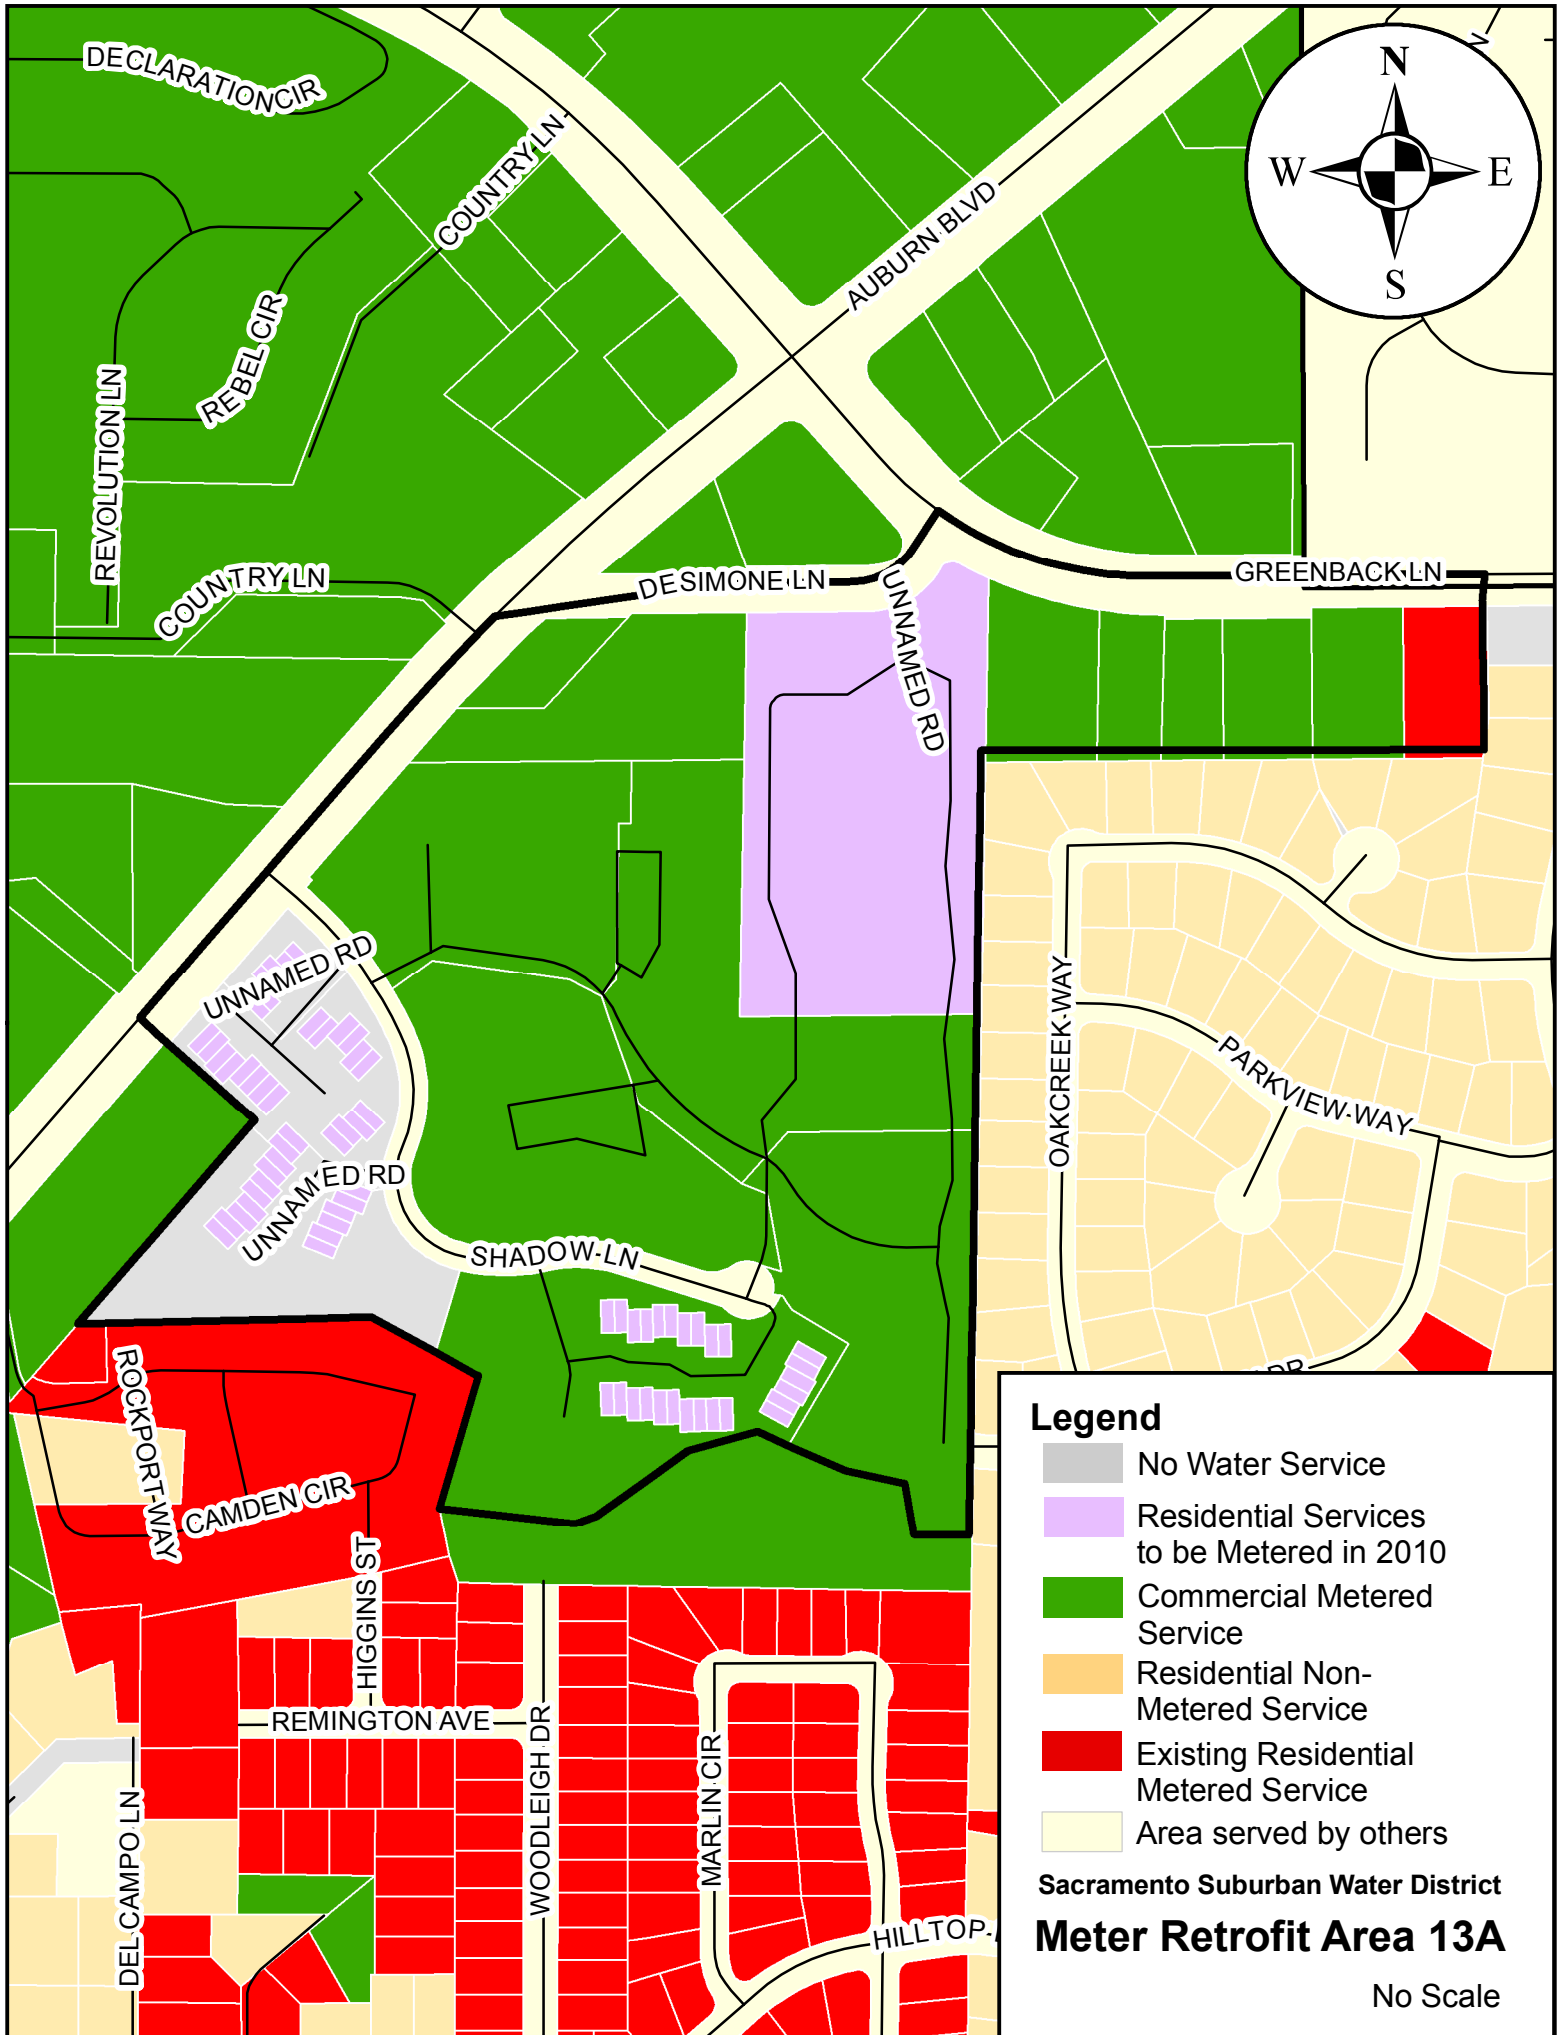 DECLARATION CIR
COUNTRY LN
N
W
E
S
AUBURN BLVD
REBEL CIR
REVOLUTION LN
COUNTRY LN
DESIMONE LN
UNNAMED RD
GREENBACK LN
UNNAMED RD
OAKCREEK WAY
PARKVIEW WAY
UNNAMED RD
SHADOW LN
DR
ROCKPORT WAY
CAMDEN CIR
HIGGINS ST
REMINGTON AVE
WOODLEIGH DR
MARLIN CIR
DEL CAMPO LN
HILLTOP
Legend
No Water Service
Residential Services
to be Metered in 2010
Commercial Metered
Service
Residential Non-
Metered Service
Existing Residential
Metered Service
Area served by others
Sacramento Suburban Water District
Meter Retrofit Area 13A
No Scale